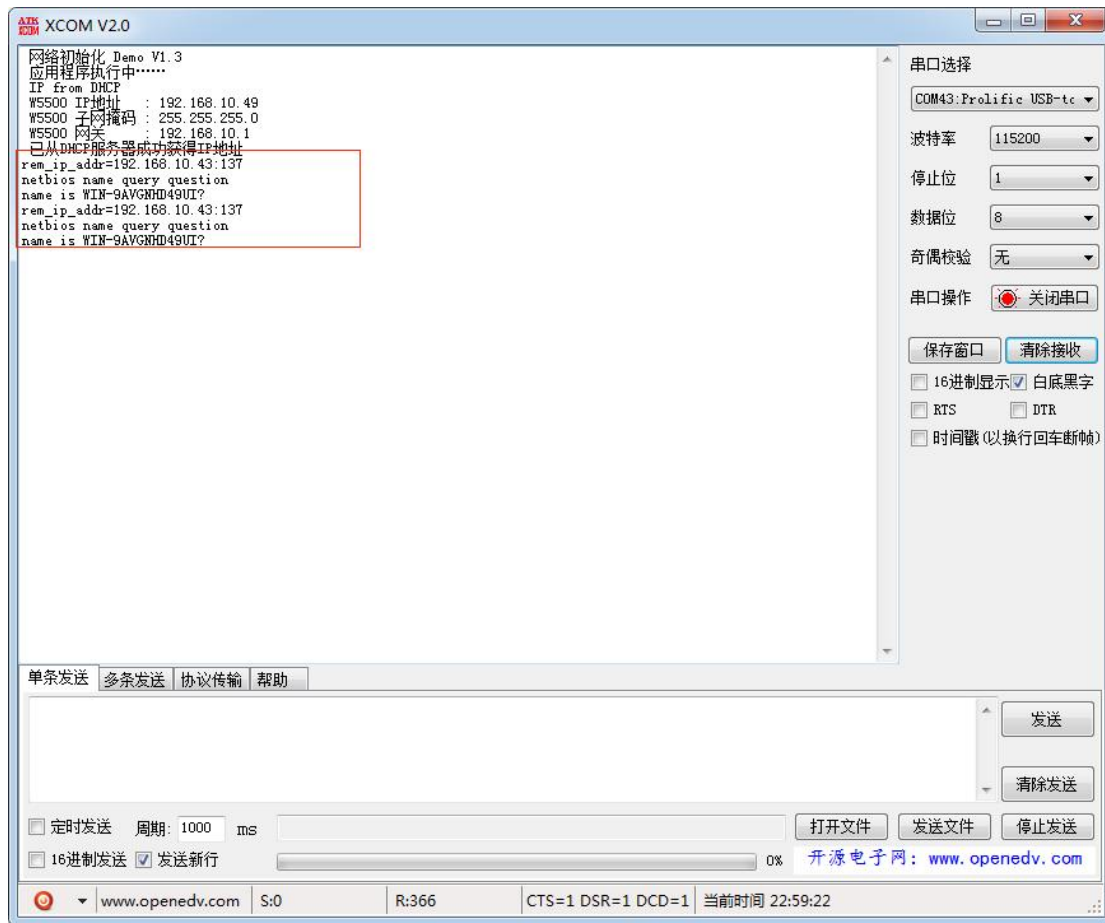 ATK XCOM XCOM V2.0
网络初始化 Demo V1.3
应用程序执行中……
IP from DHCP
W5500 IP地址 : 192.168.10.49
W5500 子网掩码 : 255.255.255.0
W5500 网关 : 192.168.10.1
已从DHCP服务器成功获得IP地址
rem_ip_addr=192.168.10.43:137
netbios name query question
name is WIN-9AVGNHD49UI?
rem_ip_addr=192.168.10.43:137
netbios name query question
name is WIN-9AVGNHD49UI?
串口选择
COM43:Prolific USB-tc
波特率 115200
停止位 1
数据位 8
奇偶校验 无
串口操作 关闭串口
保存窗口 清除接收
16进制显示 白底黑字
RTS DTR
时间戳(以换行回车断帧)
单条发送 多条发送 协议传输 帮助
发送
清除发送
定时发送 周期: 1000 ms 打开文件 发送文件 停止发送
16进制发送 发送新行 0% 开源电子网: www.openedv.com
www.openedv.com S:0 R:366 CTS=1 DSR=1 DCD=1 当前时间 22:59:22